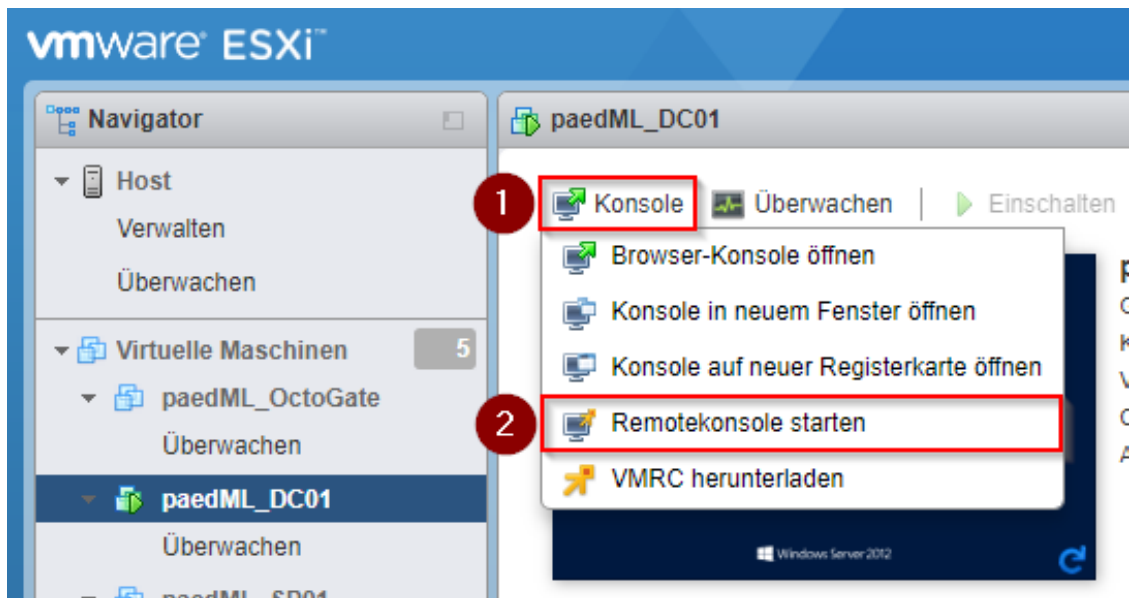 vmware ESXi™
Navigator
Host
Verwalten
Überwachen
Virtuelle Maschinen 5
paedML_OctoGate
Überwachen
paedML_DC01
Überwachen
paedML_SP01
paedML_DC01
1 Konsole Überwachen Einschalten
Browser-Konsole öffnen
Konsole in neuem Fenster öffnen
Konsole auf neuer Registerkarte öffnen
2 Remotekonsole starten
VMRC herunterladen
Windows Server 2012